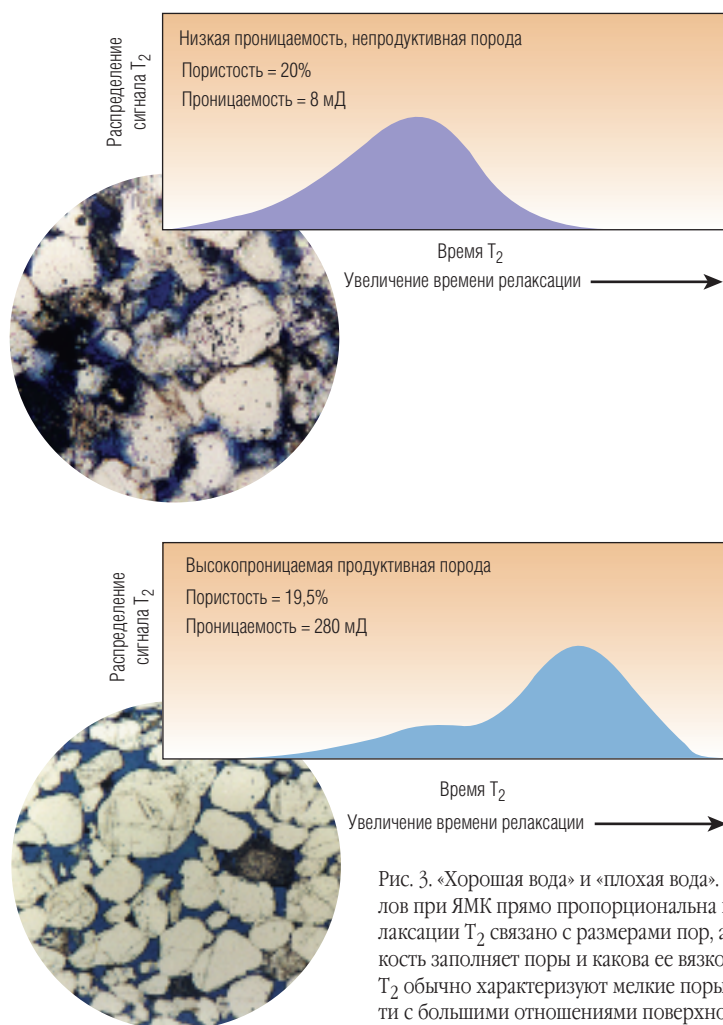 Распределение
сигнала T2
Низкая проницаемость, непродуктивная порода
Пористость = 20%
Проницаемость = 8 мД
Время T2
Увеличение времени релаксации
Распределение
сигнала T2
Высокопроницаемая продуктивная порода
Пористость = 19,5%
Проницаемость = 280 мД
Время T2
Увеличение времени релаксации
Рис. 3. «Хорошая вода» и «плохая вода».
лов при ЯМК прямо пропорциональна
лаксации T2 связано с размерами пор, а
кость заполняет поры и какова ее вязко
T2 обычно характеризуют мелкие поры
ти с большими отношениями поверхно